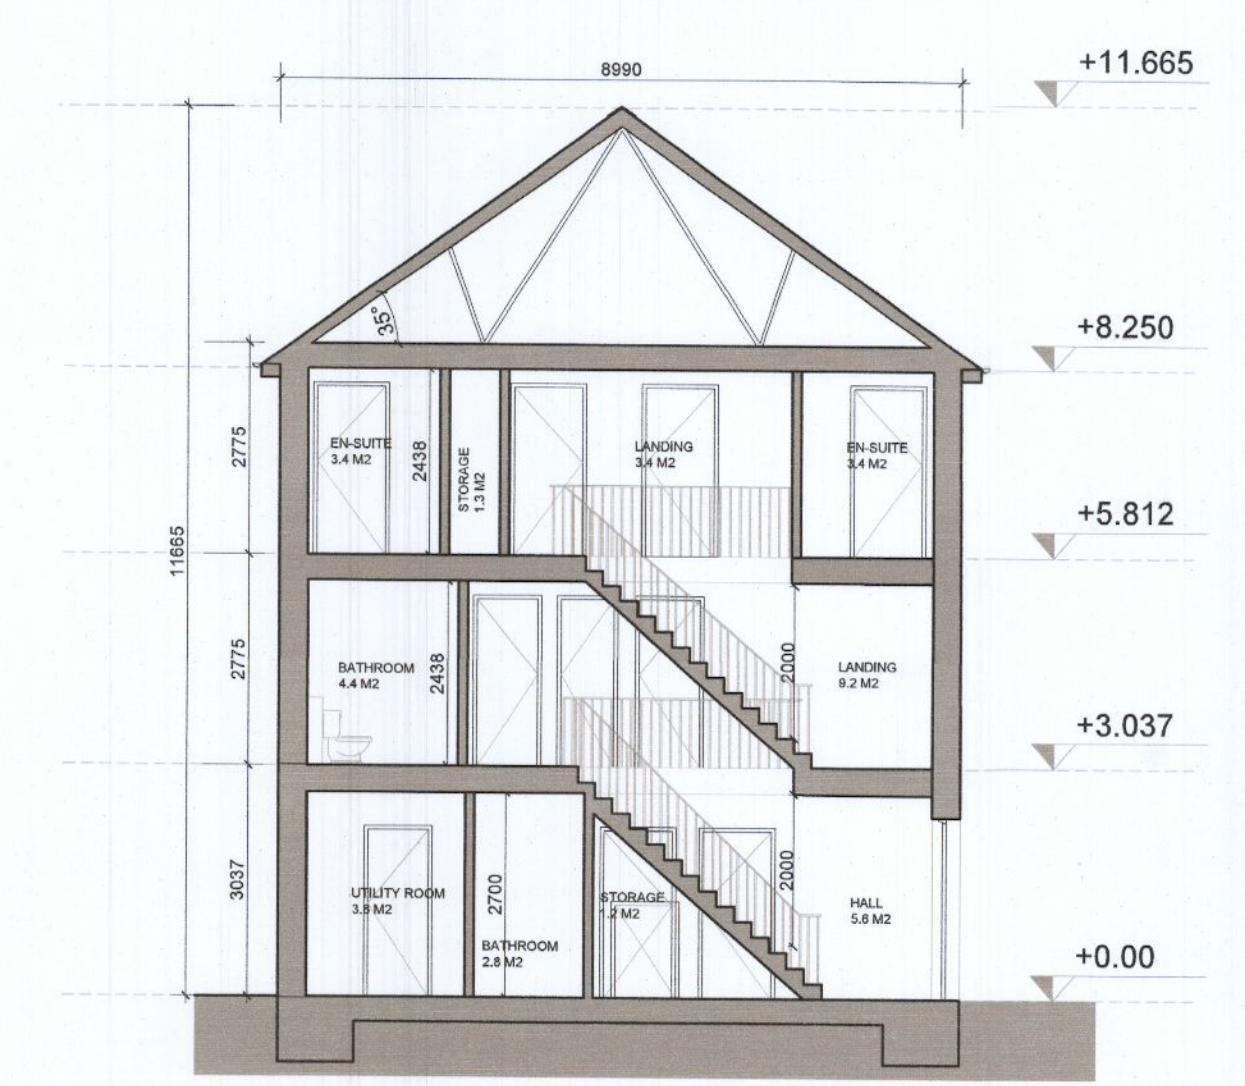 8990
+11.665
35°
+8.250
2775
EN-SUITE
3.4 M2
2438
STORAGE
1.3 M2
LANDING
3.4 M2
EN-SUITE
3.4 M2
+5.812
11665
2775
BATHROOM
4.4 M2
2438
2000
LANDING
9.2 M2
+3.037
3037
UTILITY ROOM
3.8 M2
2700
BATHROOM
2.8 M2
STORAGE
1.2 M2
2000
HALL
5.6 M2
+0.00